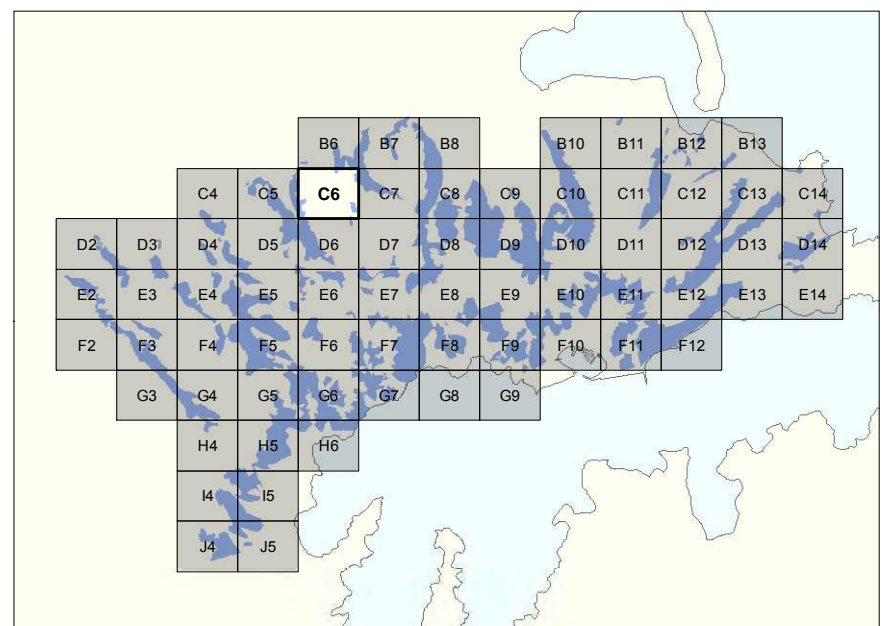 B6 B7 B8 B10 B11 B12 B13
C4 C5 C6 C7 C8 C9 C10 C11 C12 C13 C14
D2 D3 D4 D5 D6 D7 D8 D9 D10 D11 D12 D13 D14
E2 E3 E4 E5 E6 E7 E8 E9 E10 E11 E12 E13 E14
F2 F3 F4 F5 F6 F7 F8 F9 F10 F11 F12
G3 G4 G5 G6 G7 G8 G9
H4 H5 H6
I4 I5
J4 J5